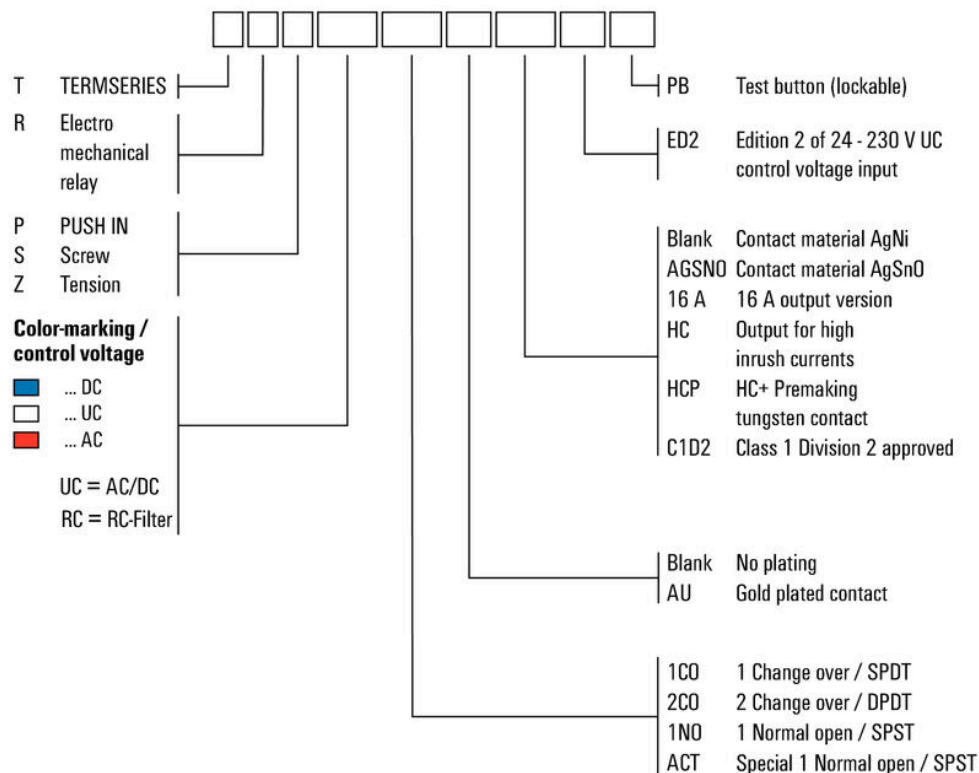 T TERMSERIES
R Electro
mechanical
relay
P PUSH IN
S Screw
Z Tension
Color-marking /
control voltage
... DC
... UC
... AC
UC = AC/DC
RC = RC-Filter
PB Test button (lockable)
ED2 Edition 2 of 24 - 230 V UC
control voltage input
Blank Contact material AgNi
AGSNO Contact material AgSnO
16 A 16 A output version
HC Output for high
inrush currents
HCP HC+ Premaking
tungsten contact
C1D2 Class 1 Division 2 approved
Blank No plating
AU Gold plated contact
1CO 1 Change over / SPDT
2CO 2 Change over / DPDT
1NO 1 Normal open / SPST
ACT Special 1 Normal open / SPST